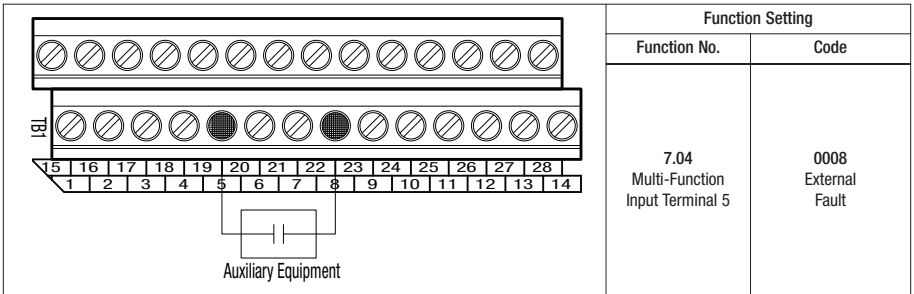 Function Setting
Function No. Code
TB1
15 16 17 18 19 20 21 22 23 24 25 26 27 28
1 2 3 4 5 6 7 8 9 10 11 12 13 14
Auxiliary Equipment
7.04
Multi-Function
Input Terminal 5
0008
External
Fault